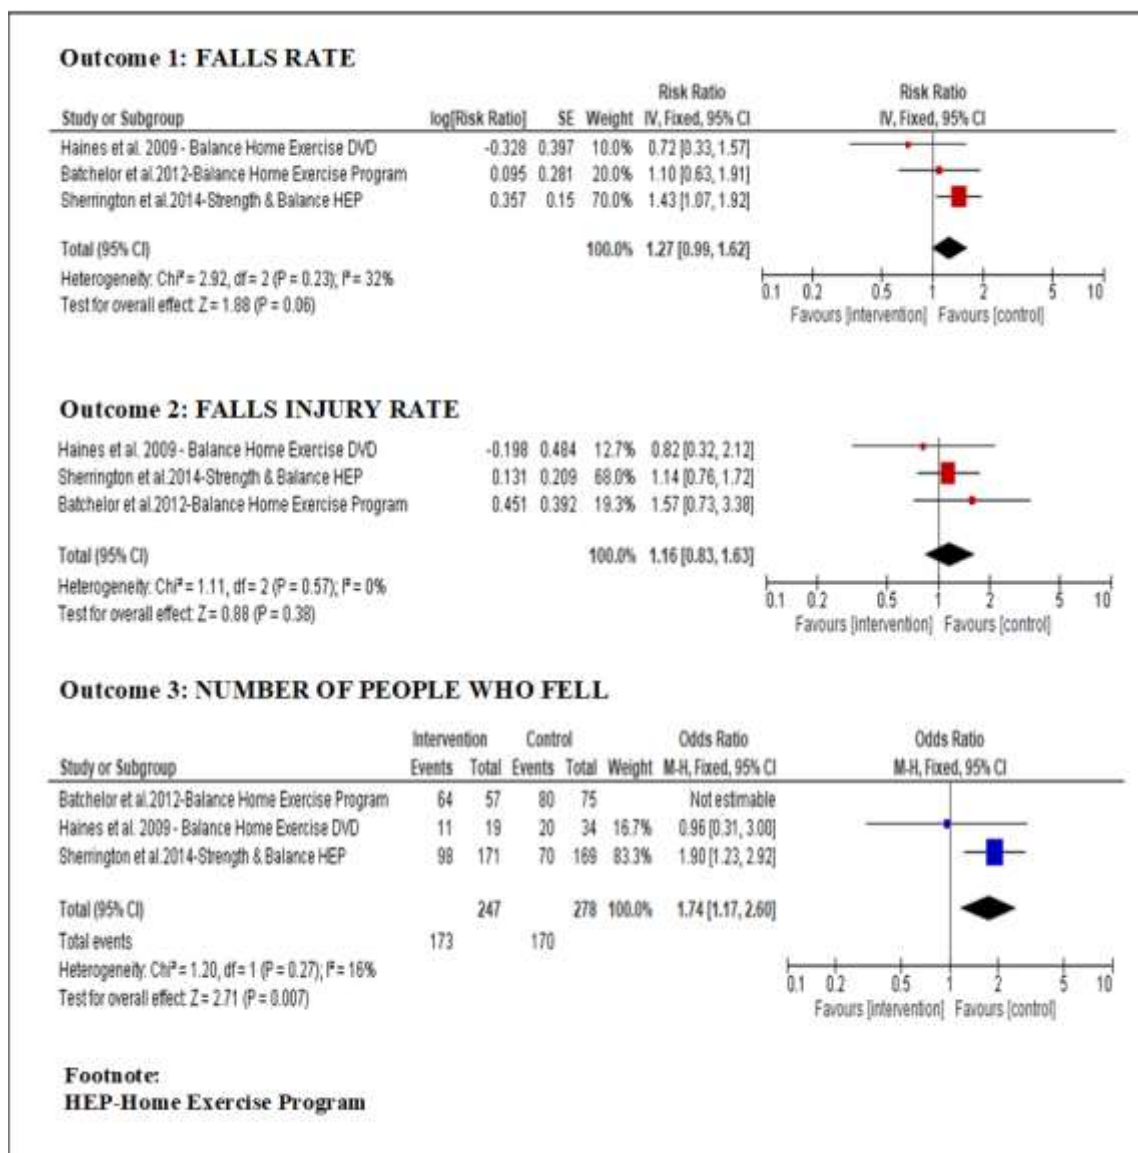 Outcome 1: FALLS RATE
Risk Ratio Risk Ratio
Study or Subgroup log[Risk Ratio] SE Weight IV, Fixed, 95% CI IV, Fixed, 95% CI
Haines et al. 2009 - Balance Home Exercise DVD -0.328 0.397 10.0% 0.72 [0.33, 1.57]
Batchelor et al.2012-Balance Home Exercise Program 0.095 0.281 20.0% 1.10 [0.63, 1.91]
Sherrington et al.2014-Strength & Balance HEP 0.357 0.15 70.0% 1.43 [1.07, 1.92]
Total (95% CI) 100.0% 1.27 [0.99, 1.62]
Heterogeneity: Chi² = 2.92, df = 2 (P = 0.23); I² = 32%
Test for overall effect: Z = 1.88 (P = 0.06)
0.1 0.2 0.5 1 2 5 10
Favours [intervention] Favours [control]
Outcome 2: FALLS INJURY RATE
Haines et al. 2009 - Balance Home Exercise DVD -0.198 0.484 12.7% 0.82 [0.32, 2.12]
Sherrington et al.2014-Strength & Balance HEP 0.131 0.209 68.0% 1.14 [0.76, 1.72]
Batchelor et al.2012-Balance Home Exercise Program 0.451 0.392 19.3% 1.57 [0.73, 3.38]
Total (95% CI) 100.0% 1.16 [0.83, 1.63]
Heterogeneity: Chi² = 1.11, df = 2 (P = 0.57); I² = 0%
Test for overall effect: Z = 0.88 (P = 0.38)
0.1 0.2 0.5 1 2 5 10
Favours [intervention] Favours [control]
Outcome 3: NUMBER OF PEOPLE WHO FELL
Intervention Control Odds Ratio Odds Ratio
Study or Subgroup Events Total Events Total Weight M-H, Fixed, 95% CI M-H, Fixed, 95% CI
Batchelor et al.2012-Balance Home Exercise Program 64 57 80 75 Not estimable
Haines et al. 2009 - Balance Home Exercise DVD 11 19 20 34 16.7% 0.96 [0.31, 3.00]
Sherrington et al.2014-Strength & Balance HEP 98 171 70 169 83.3% 1.90 [1.23, 2.92]
Total (95% CI) 247 278 100.0% 1.74 [1.17, 2.60]
Total events 173 170
Heterogeneity: Chi² = 1.20, df = 1 (P = 0.27); I² = 16%
Test for overall effect: Z = 2.71 (P = 0.007)
0.1 0.2 0.5 1 2 5 10
Favours [intervention] Favours [control]
Footnote:
HEP-Home Exercise Program